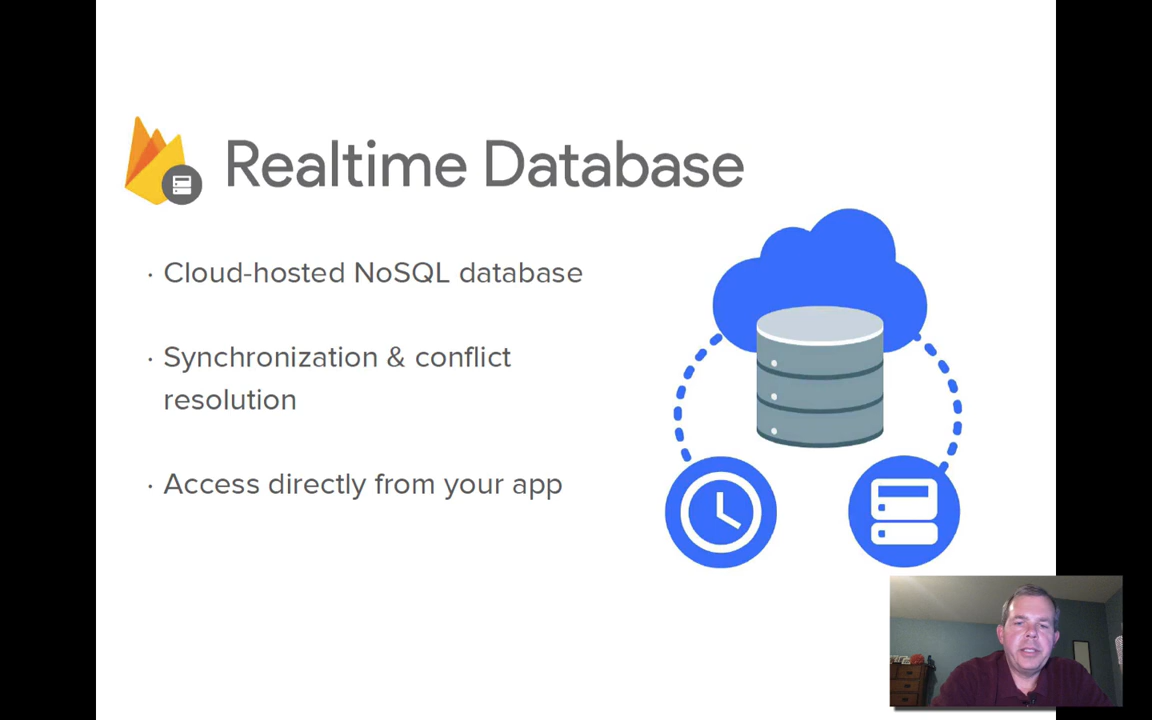 Realtime Database
· Cloud-hosted NoSQL database
· Synchronization & conflict
resolution
· Access directly from your app